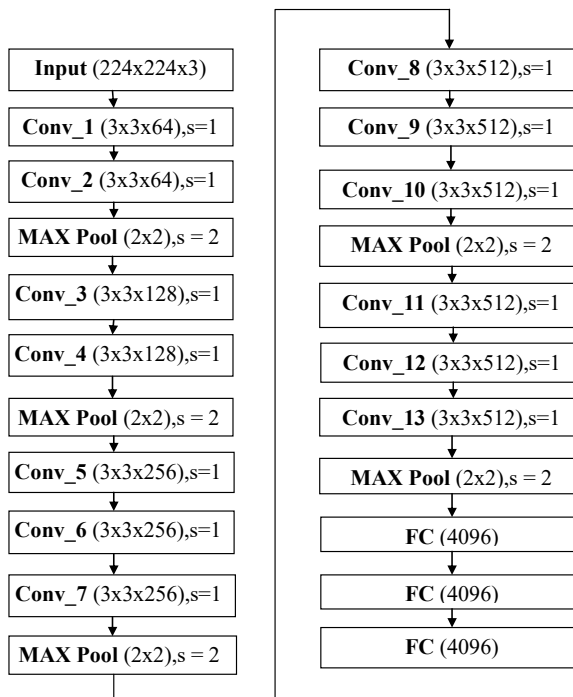 Input (224x224x3)
Conv_1 (3x3x64),s=1
Conv_2 (3x3x64),s=1
MAX Pool (2x2),s = 2
Conv_3 (3x3x128),s=1
Conv_4 (3x3x128),s=1
MAX Pool (2x2),s = 2
Conv_5 (3x3x256),s=1
Conv_6 (3x3x256),s=1
Conv_7 (3x3x256),s=1
MAX Pool (2x2),s = 2
Conv_8 (3x3x512),s=1
Conv_9 (3x3x512),s=1
Conv_10 (3x3x512),s=1
MAX Pool (2x2),s = 2
Conv_11 (3x3x512),s=1
Conv_12 (3x3x512),s=1
Conv_13 (3x3x512),s=1
MAX Pool (2x2),s = 2
FC (4096)
FC (4096)
FC (4096)